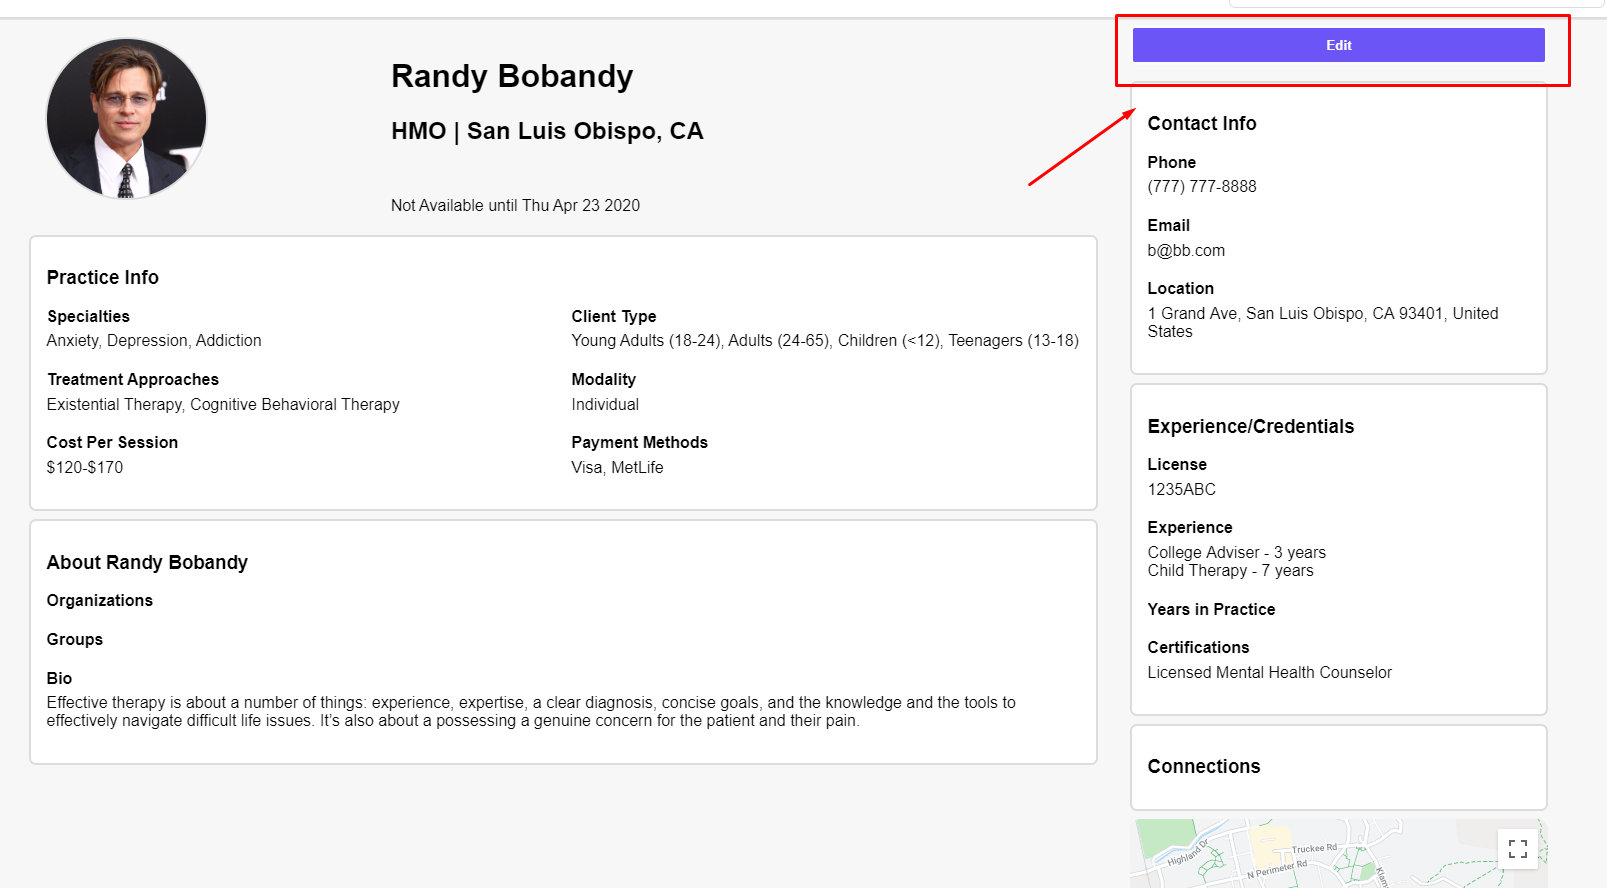 Edit
Randy Bobandy
HMO | San Luis Obispo, CA
Not Available until Thu Apr 23 2020
Practice Info
Specialties
Anxiety, Depression, Addiction
Treatment Approaches
Existential Therapy, Cognitive Behavioral Therapy
Cost Per Session
$120-$170
Client Type
Young Adults (18-24), Adults (24-65), Children (<12), Teenagers (13-18)
Modality
Individual
Payment Methods
Visa, MetLife
About Randy Bobandy
Organizations
Groups
Bio
Effective therapy is about a number of things: experience, expertise, a clear diagnosis, concise goals, and the knowledge and the tools to
effectively navigate difficult life issues. It’s also about a possessing a genuine concern for the patient and their pain.
Contact Info
Phone
(777) 777-8888
Email
b@bb.com
Location
1 Grand Ave, San Luis Obispo, CA 93401, United
States
Experience/Credentials
License
1235ABC
Experience
College Adviser - 3 years
Child Therapy - 7 years
Years in Practice
Certifications
Licensed Mental Health Counselor
Connections
Highland Dr
Truckee Rd
N Perimeter Rd